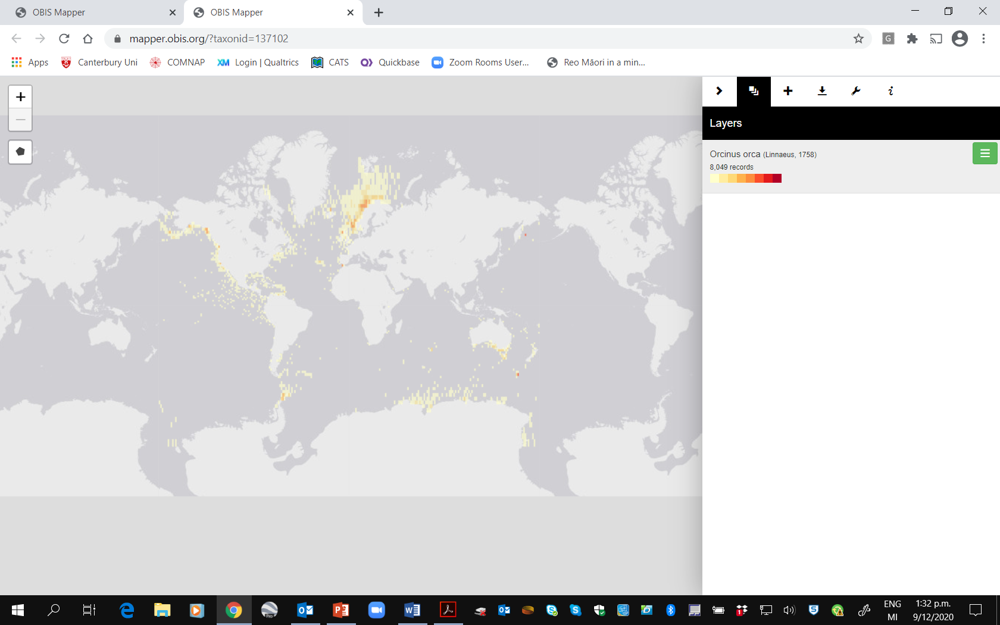 OBIS Mapper
OBIS Mapper
mapper.obis.org/?taxonid=137102
G
Apps
Canterbury Uni
COMNAP
XM Login | Qualtrics
CATS
Quickbase
Zoom Rooms User...
Reo Māori in a min...
+
−
Layers
Orcinus orca (Linnaeus, 1758)
8,049 records
Pro
ENG
MI
1:32 p.m.
9/12/2020